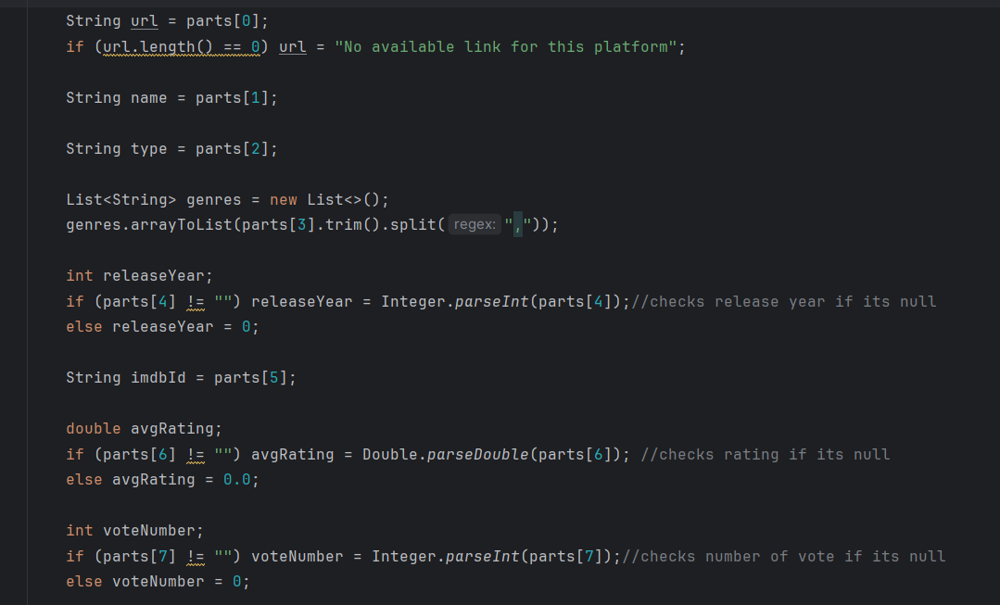 String url = parts[0];
if (url.length() == 0) url = "No available link for this platform";
String name = parts[1];
String type = parts[2];
List<String> genres = new List<>();
genres.arrayToList(parts[3].trim().split( regex: ","));
int releaseYear;
if (parts[4] != "") releaseYear = Integer.parseInt(parts[4]);//checks release year if its null
else releaseYear = 0;
String imdbId = parts[5];
double avgRating;
if (parts[6] != "") avgRating = Double.parseDouble(parts[6]); //checks rating if its null
else avgRating = 0.0;
int voteNumber;
if (parts[7] != "") voteNumber = Integer.parseInt(parts[7]);//checks number of vote if its null
else voteNumber = 0;